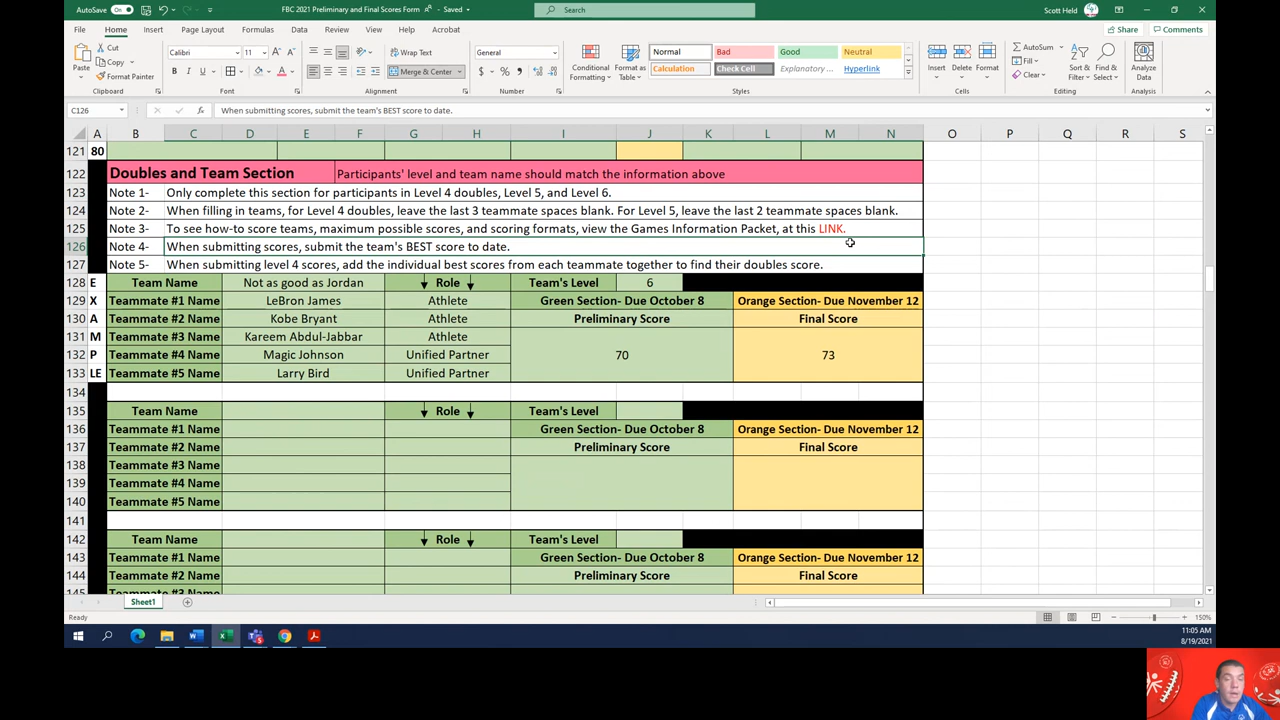 AutoSave On FBC 2021 Preliminary and Final Scores Form - Saved Search Scott Held
File Home Insert Page Layout Formulas Data Review View Help Acrobat Share Comments
Paste Cut Copy Format Painter Clipboard
Calibri 11 B I U Font
Wrap Text Merge & Center Alignment
General $ % , Number
Conditional Formatting Format as Table
Normal Bad Good Neutral
Calculation Check Cell Explanatory ... Hyperlink
Styles
Insert Delete Format Cells
AutoSum Fill Clear Sort & Filter Find & Select Editing
Analyze Data Analysis
C126 fx When submitting scores, submit the team's BEST score to date.
A B C D E F G H I J K L M N O P Q R S
121 80
122 Doubles and Team Section Participants' level and team name should match the information above
123 Note 1- Only complete this section for participants in Level 4 doubles, Level 5, and Level 6.
124 Note 2- When filling in teams, for Level 4 doubles, leave the last 3 teammate spaces blank. For Level 5, leave the last 2 teammate spaces blank.
125 Note 3- To see how-to score teams, maximum possible scores, and scoring formats, view the Games Information Packet, at this LINK.
126 Note 4- When submitting scores, submit the team's BEST score to date.
127 Note 5- When submitting level 4 scores, add the individual best scores from each teammate together to find their doubles score.
128 E Team Name Not as good as Jordan ↓ Role ↓ Team's Level 6
129 X Teammate #1 Name LeBron James Athlete Green Section- Due October 8 Orange Section- Due November 12
130 A Teammate #2 Name Kobe Bryant Athlete Preliminary Score Final Score
131 M Teammate #3 Name Kareem Abdul-Jabbar Athlete
132 P Teammate #4 Name Magic Johnson Unified Partner 70 73
133 LE Teammate #5 Name Larry Bird Unified Partner
134
135 Team Name ↓ Role ↓ Team's Level
136 Teammate #1 Name Green Section- Due October 8 Orange Section- Due November 12
137 Teammate #2 Name Preliminary Score Final Score
138 Teammate #3 Name
139 Teammate #4 Name
140 Teammate #5 Name
141
142 Team Name ↓ Role ↓ Team's Level
143 Teammate #1 Name Green Section- Due October 8 Orange Section- Due November 12
144 Teammate #2 Name Preliminary Score Final Score
145 Teammate #3 Name
Sheet1
Ready 150%
11:05 AM
8/19/2021